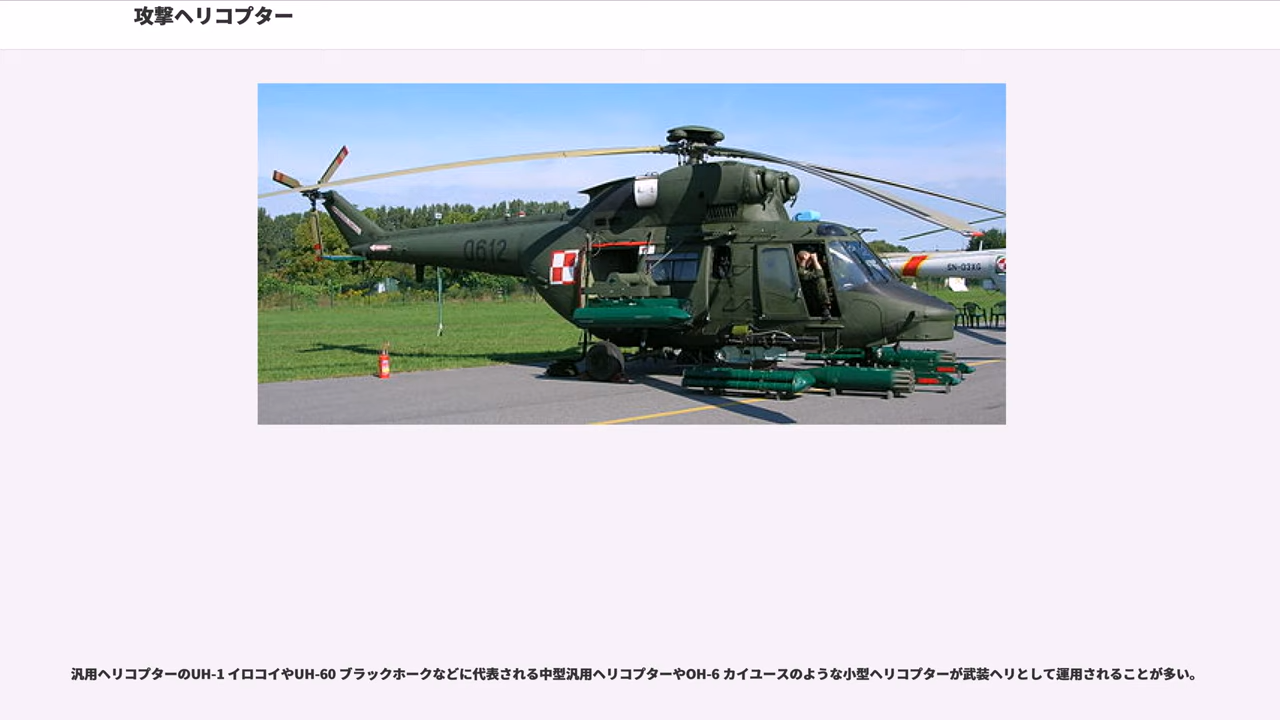 攻撃ヘリコプター
0612
SN-03XG
汎用ヘリコプターのUH-1 イロコイやUH-60 ブラックホークなどに代表される中型汎用ヘリコプターやOH-6 カイユースのような小型ヘリコプターが武装ヘリとして運用されることが多い。